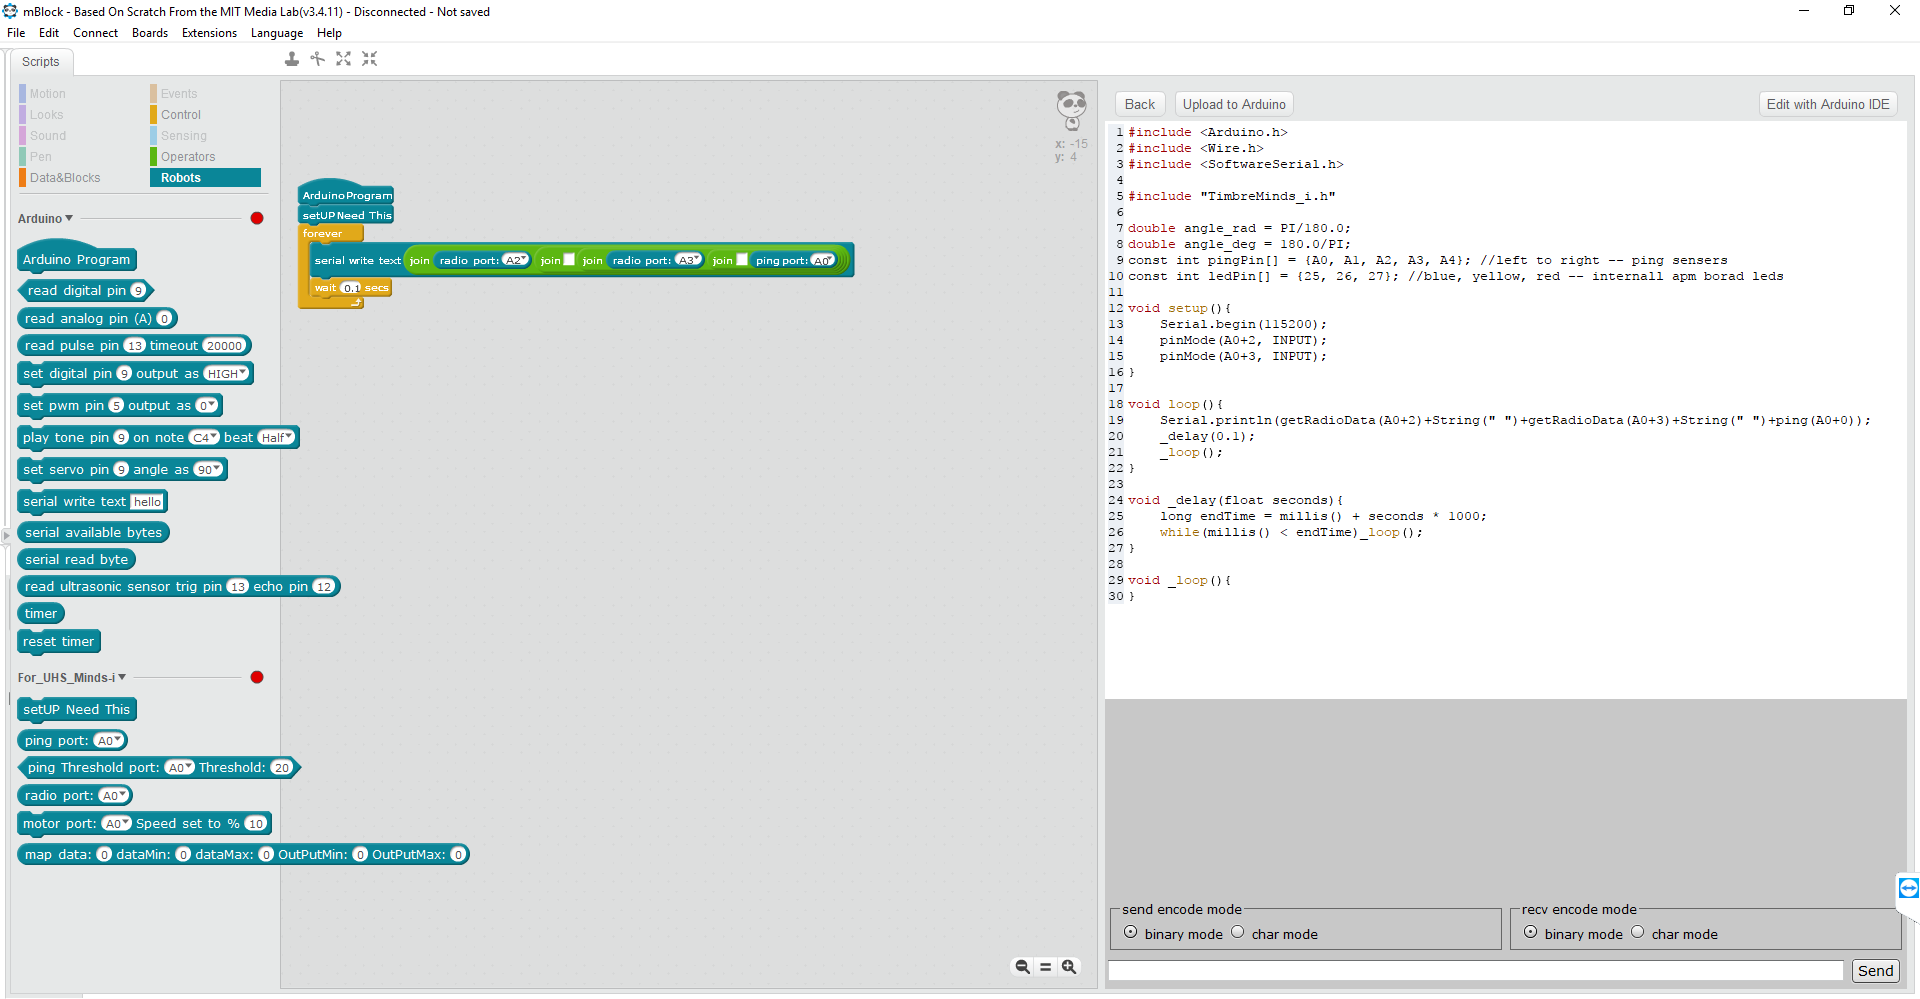 mBlock - Based On Scratch From the MIT Media Lab(v3.4.11) - Disconnected - Not saved
File Edit Connect Boards Extensions Language Help
Scripts
Motion
Looks
Sound
Pen
Data&Blocks
Events
Control
Sensing
Operators
Robots
Arduino
Arduino Program
read digital pin 9
read analog pin (A) 0
read pulse pin 13 timeout 20000
set digital pin 9 output as HIGH
set pwm pin 5 output as 0
play tone pin 9 on note C4 beat Half
set servo pin 9 angle as 90
serial write text hello
serial available bytes
serial read byte
read ultrasonic sensor trig pin 13 echo pin 12
timer
reset timer
For_UHS_Minds-i
setUP Need This
ping port: A0
ping Threshold port: A0 Threshold: 20
radio port: A0
motor port: A0 Speed set to % 10
map data: 0 dataMin: 0 dataMax: 0 OutPutMin: 0 OutPutMax: 0
x: -15
y: 4
Arduino Program
setUP Need This
forever
serial write text join radio port: A2 join join radio port: A3 join ping port: A0
wait 0.1 secs
Back Upload to Arduino Edit with Arduino IDE
1 #include <Arduino.h>
2 #include <Wire.h>
3 #include <SoftwareSerial.h>
4
5 #include "TimbreMinds_i.h"
6
7 double angle_rad = PI/180.0;
8 double angle_deg = 180.0/PI;
9 const int pingPin[] = {A0, A1, A2, A3, A4}; //left to right -- ping sensers
10 const int ledPin[] = {25, 26, 27}; //blue, yellow, red -- internall apm borad leds
11
12 void setup(){
13 Serial.begin(115200);
14 pinMode(A0+2, INPUT);
15 pinMode(A0+3, INPUT);
16 }
17
18 void loop(){
19 Serial.println(getRadioData(A0+2)+String(" ")+getRadioData(A0+3)+String(" ")+ping(A0+0));
20 _delay(0.1);
21 _loop();
22 }
23
24 void _delay(float seconds){
25 long endTime = millis() + seconds * 1000;
26 while(millis() < endTime)_loop();
27 }
28
29 void _loop(){
30 }
send encode mode
binary mode char mode
recv encode mode
binary mode char mode
Send